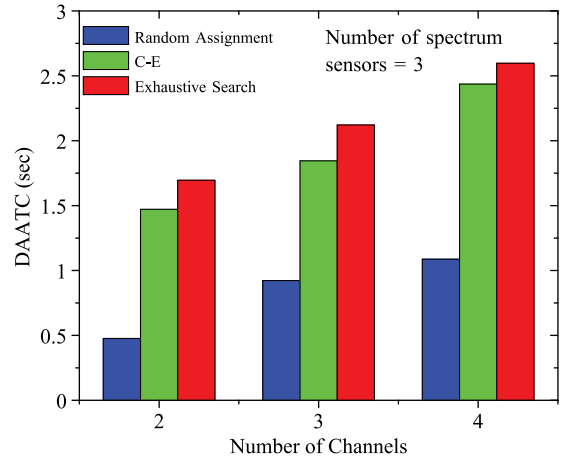 3
2.5
2
1.5
1
0.5
0
DAATC (sec)
Random Assignment
C-E
Exhaustive Search
Number of spectrum
sensors = 3
2
3
4
Number of Channels